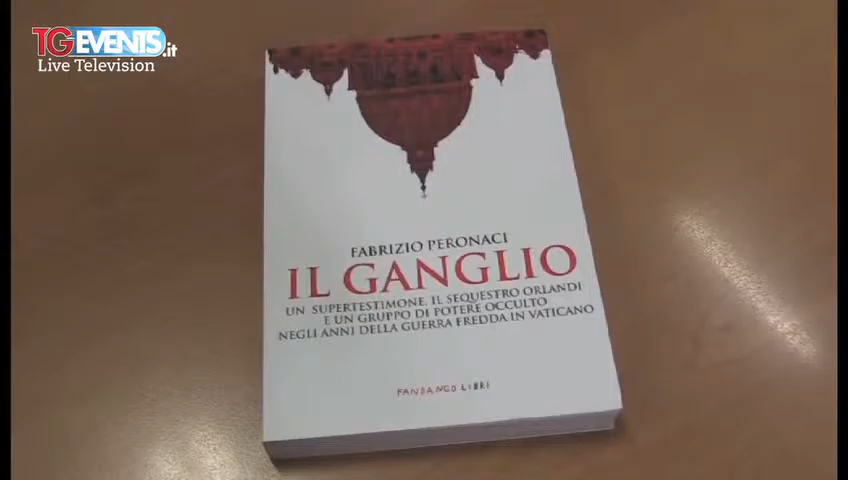 TGEVENTS.it
Live Television
FABRIZIO PERONACI
IL GANGLIO
UN SUPERTESTIMONE, IL SEQUESTRO ORLANDI
E UN GRUPPO DI POTERE OCCULTO
NEGLI ANNI DELLA GUERRA FREDDA IN VATICANO
FANDANGO LIBRI